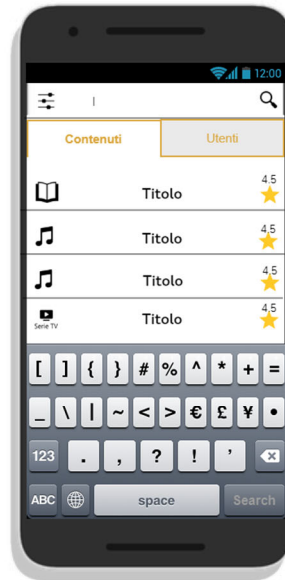 12:00
Contenuti Utenti
Titolo 4.5
Titolo 4.5
Titolo 4.5
Serie TV Titolo 4.5
[ ] { } # % ^ * + =
_ \ | ~ < > € £ ¥ •
123 . , ? ! ’
ABC space Search